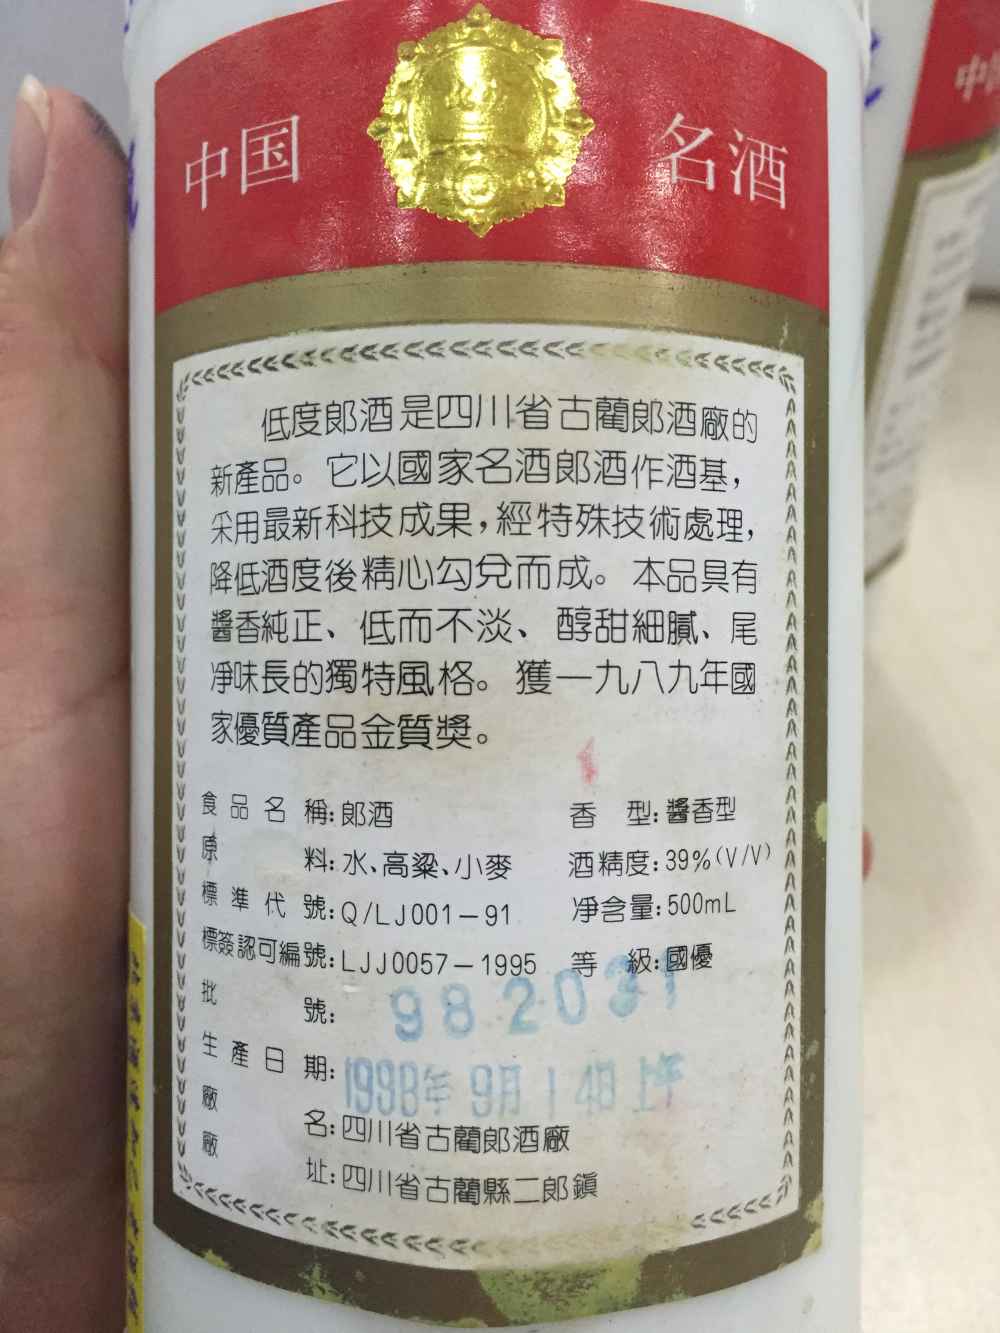 中国 名酒
低度郎酒是四川省古藺郎酒廠的
新產品。它以國家名酒郎酒作酒基，
采用最新科技成果，經特殊技術處理，
降低酒度後精心勾兌而成。本品具有
醬香純正、低而不淡、醇甜細膩、尾
凈味長的獨特風格。獲一九八九年國
家優質產品金質獎。
食品名稱：郎酒 香型：醬香型
原料：水、高粱、小麥 酒精度：39%(V/V)
標準代號：Q/LJ001－91 凈含量：500mL
標簽認可編號：LJJ0057－1995 等級：國優
批號：982031
生產日期：1998年9月14日上午
廠名：四川省古藺郎酒廠
廠址：四川省古藺縣二郎鎮
中